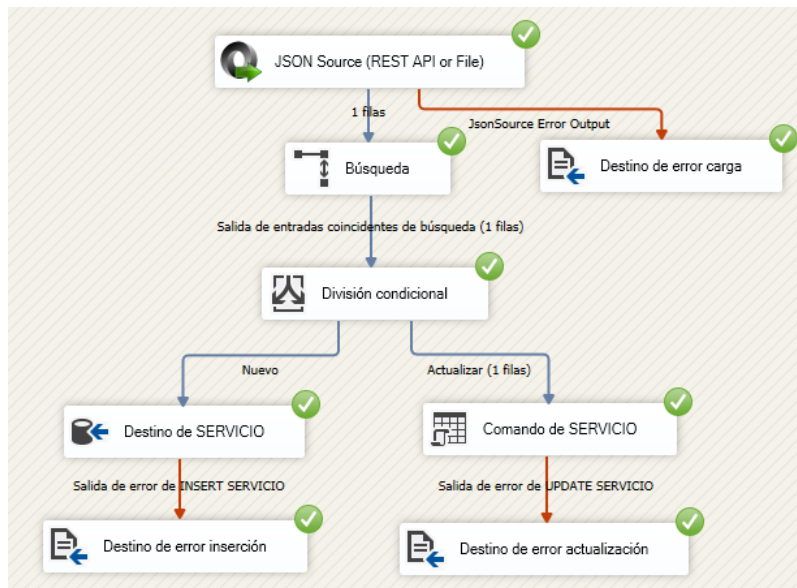 JSON Source (REST API or File)
1 filas
JsonSource Error Output
Búsqueda
Destino de error carga
Salida de entradas coincidentes de búsqueda (1 filas)
División condicional
Nuevo
Actualizar (1 filas)
Destino de SERVICIO
Comando de SERVICIO
Salida de error de INSERT SERVICIO
Salida de error de UPDATE SERVICIO
Destino de error inserción
Destino de error actualización